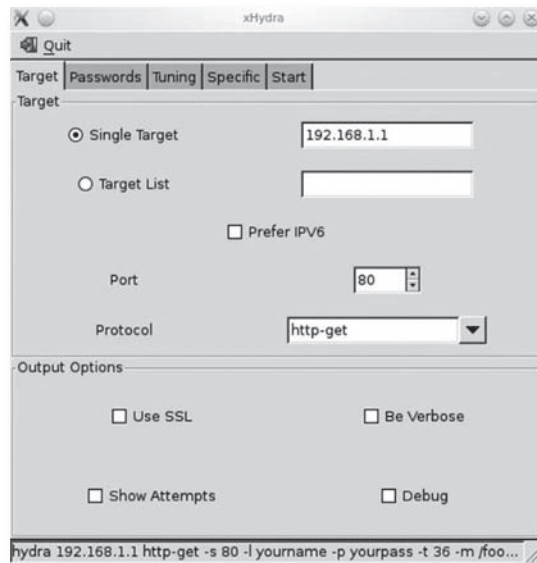 xHydra
Quit
Target Passwords Tuning Specific Start
Target
Single Target 192.168.1.1
Target List
Prefer IPV6
Port 80
Protocol http-get
Output Options
Use SSL Be Verbose
Show Attempts Debug
hydra 192.168.1.1 http-get -s 80 -l yourname -p yourpass -t 36 -m /foo...